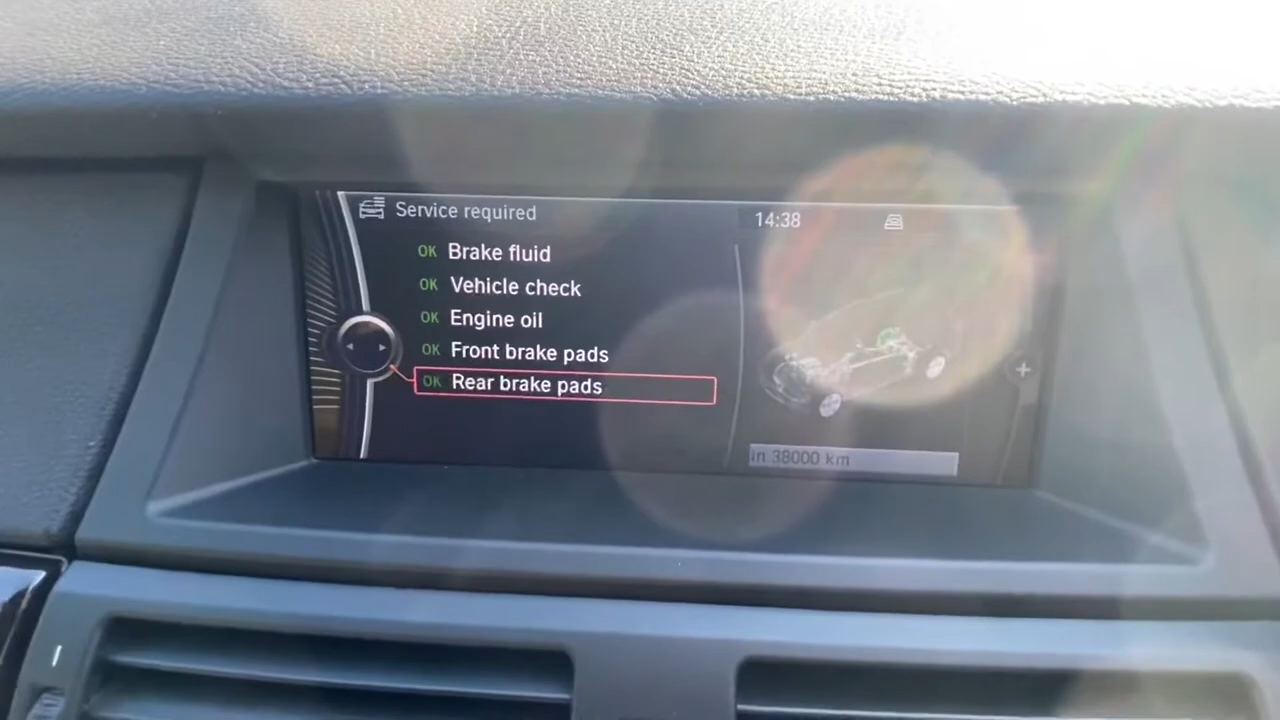 Service required
14:38
OK Brake fluid
OK Vehicle check
OK Engine oil
OK Front brake pads
OK Rear brake pads
in 38000 km